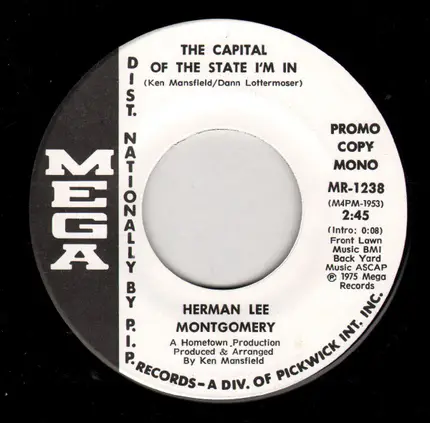 THE CAPITAL
OF THE STATE I'M IN
(Ken Mansfield/Dann Lottermoser)
MEGA
DIST. NATIONALLY BY P.I.P. RECORDS-A DIV. OF PICKWICK INT. INC.
PROMO
COPY
MONO
MR-1238
(M4PM-1953)
2:45
(Intro: 0:08)
Front Lawn
Music BMI
Back Yard
Music ASCAP
℗ © 1975 Mega
Records
HERMAN LEE
MONTGOMERY
A Hometown Production
Produced & Arranged
By Ken Mansfield